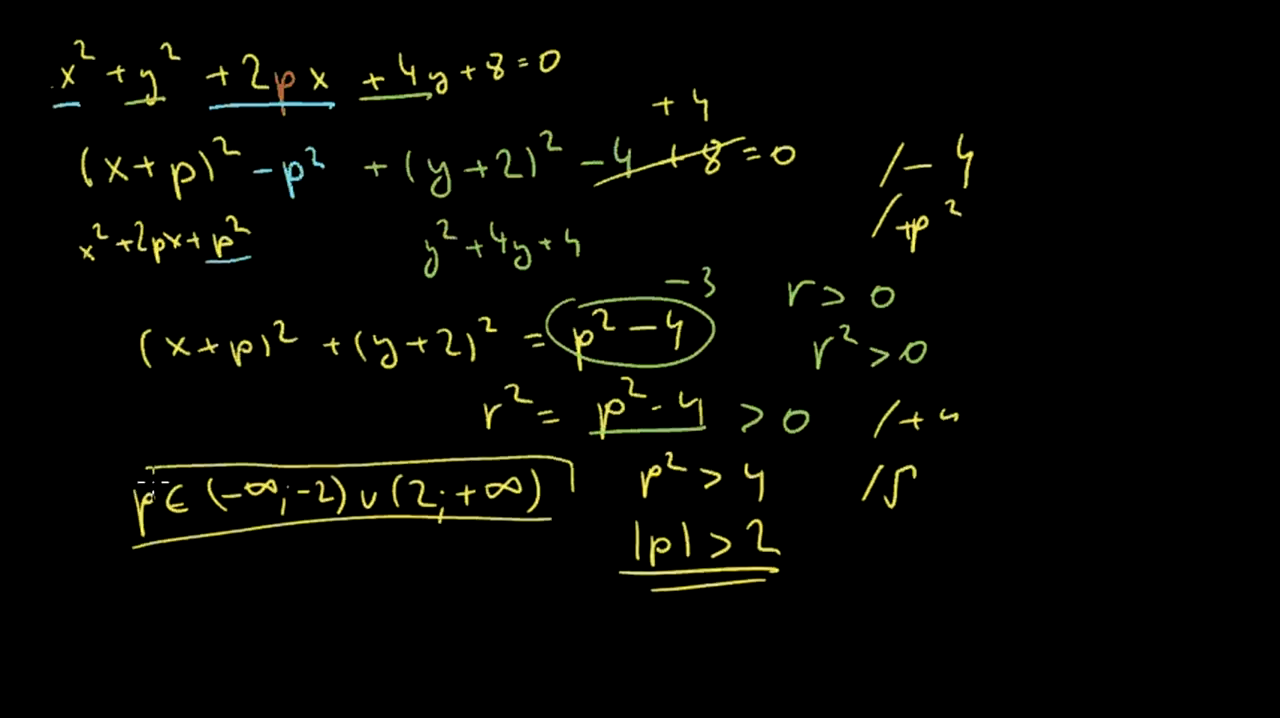 x² + y² + 2px + 4y + 8 = 0
+ 4
(x + p)² - p² + (y + 2)² - 4 + 8 = 0 / - 4
/ + p²
x² + 2px + p² y² + 4y + 4
- 3 r > 0
(x + p)² + (y + 2)² = p² - 4 r² > 0
r² = p² - 4 > 0 / + 4
p ∈ (-∞; -2) ∪ (2; +∞) p² > 4 / √
|p| > 2